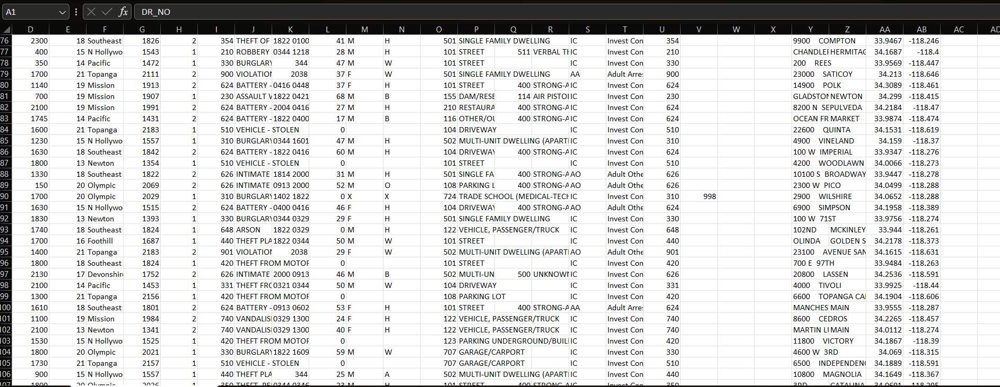 A1 fx DR_NO
D E F G H I J K L M N O P Q R S T U V W X Y Z AA AB AC AD
76 2300 18 Southeast 1826 2 354 THEFT OF 1822 0100 41 M H 501 SINGLE FAMILY DWELLING IC Invest Con 354 9900 COMPTON 33.9467 -118.246
77 400 15 N Hollywo 1543 1 210 ROBBERY 0344 1218 28 M H 101 STREET 511 VERBAL TH IC Invest Con 210 CHANDLER HERMITAG 34.1687 -118.4
78 350 14 Pacific 1472 1 330 BURGLARY 344 47 M W 101 STREET IC Invest Con 330 200 REES 33.9569 -118.447
79 1700 21 Topanga 2111 2 900 VIOLATION 2038 37 F W 501 SINGLE FAMILY DWELLING AA Adult Arres 900 23000 SATICOY 34.213 -118.646
80 1140 19 Mission 1913 2 624 BATTERY - 0416 0448 37 F H 101 STREET 400 STRONG-A IC Invest Con 624 14900 POLK 34.3089 -118.461
81 700 19 Mission 1907 1 230 ASSAULT W 1822 0421 68 M B 155 DAM/RESE 114 AIR PISTOL IC Invest Con 230 GLADSTON NEWTON 34.299 -118.415
82 2100 19 Mission 1991 2 624 BATTERY - 2004 0416 27 M H 210 RESTAURA 400 STRONG-A IC Invest Con 624 8200 N SEPULVEDA 34.2184 -118.47
83 1745 14 Pacific 1431 2 624 BATTERY - 1822 0400 17 M B 116 OTHER/OU 400 STRONG-A IC Invest Con 624 OCEAN FR MARKET 33.9874 -118.474
84 1600 21 Topanga 2183 1 510 VEHICLE - STOLEN 0 104 DRIVEWAY IC Invest Con 510 22600 QUINTA 34.1531 -118.619
85 1230 15 N Hollywo 1557 1 310 BURGLARY 0344 1601 47 M H 502 MULTI-UNIT DWELLING (APARTI IC Invest Con 310 4900 VINELAND 34.159 -118.37
86 1630 18 Southeast 1842 2 624 BATTERY - 1822 0416 60 M H 104 DRIVEWAY 400 STRONG-A IC Invest Con 624 100 W IMPERIAL 33.9347 -118.276
87 1800 13 Newton 1354 1 510 VEHICLE - STOLEN 0 101 STREET IC Invest Con 510 4200 WOODLAWN 34.0066 -118.273
88 1330 18 Southeast 1822 2 626 INTIMATE 1814 2000 31 M H 501 SINGLE FA 400 STRONG-A AO Adult Othe 626 10100 S BROADWAY 33.9447 -118.278
89 150 20 Olympic 2069 2 626 INTIMATE 0913 2000 52 M O 108 PARKING L 400 STRONG-A AO Adult Othe 626 2300 W PICO 34.0499 -118.288
90 1700 20 Olympic 2029 1 310 BURGLARY 1402 1822 0 X X 724 TRADE SCHOOL (MEDICAL-TECH IC Invest Con 310 998 2900 WILSHIRE 34.0652 -118.288
91 1630 15 N Hollywo 1515 2 624 BATTERY - 0400 0416 46 F H 104 DRIVEWAY 400 STRONG-A AO Adult Othe 624 6900 SIMPSON 34.1958 -118.389
92 1830 13 Newton 1393 1 330 BURGLARY 0344 0329 29 F H 501 SINGLE FAMILY DWELLING IC Invest Con 330 100 W 71ST 33.9756 -118.274
93 1740 18 Southeast 1824 1 648 ARSON 1822 0329 0 M H 122 VEHICLE, PASSENGER/TRUCK IC Invest Con 648 102ND MCKINLEY 33.944 -118.261
94 1700 16 Foothill 1687 1 440 THEFT PLA 1822 0344 50 M W 101 STREET IC Invest Con 440 OLINDA GOLDEN S 34.2178 -118.373
95 1400 21 Topanga 2183 2 901 VIOLATION 2038 29 F W 502 MULTI-UNIT DWELLING (APARTI AO Adult Othe 901 23100 AVENUE SAN 34.1615 -118.631
96 1800 18 Southeast 1824 1 420 THEFT FROM MOTOR 0 101 STREET IC Invest Con 420 700 E 97TH 33.9484 -118.263
97 2130 17 Devonshire 1752 2 626 INTIMATE 2000 0913 46 M B 502 MULTI-UN 500 UNKNOWN IC Invest Con 626 20800 LASSEN 34.2536 -118.591
98 2100 14 Pacific 1453 1 331 THEFT FRO 0321 0344 50 M W 104 DRIVEWAY IC Invest Con 331 4000 TIVOLI 33.9925 -118.44
99 1300 21 Topanga 2156 1 420 THEFT FROM MOTOR 0 108 PARKING LOT IC Invest Con 420 6600 TOPANGA CA 34.1904 -118.606
100 1610 18 Southeast 1801 2 624 BATTERY - 0913 0602 53 F H 101 STREET 400 STRONG-A AA Adult Arres 624 MANCHES MAIN 33.9555 -118.287
101 1100 19 Mission 1984 2 740 VANDALIS 0329 1300 24 F H 122 VEHICLE, PASSENGER/TRUCK IC Invest Con 740 8600 CEDROS 34.2265 -118.457
102 2100 13 Newton 1341 2 740 VANDALIS 0329 1300 40 F H 122 VEHICLE, PASSENGER/TRUCK IC Invest Con 740 MARTIN LU MAIN 34.0112 -118.274
103 1530 15 N Hollywo 1525 1 420 THEFT FROM MOTOR 0 123 PARKING UNDERGROUND/BUIL IC Invest Con 420 11800 VICTORY 34.1867 -118.39
104 1800 20 Olympic 2021 1 330 BURGLARY 1822 1609 59 M W 707 GARAGE/CARPORT IC Invest Con 330 4600 W 3RD 34.069 -118.315
105 1730 21 Topanga 2157 1 510 VEHICLE - STOLEN 0 707 GARAGE/CARPORT IC Invest Con 510 6500 INDEPENDEN 34.1889 -118.591
106 900 15 N Hollywo 1557 1 440 THEFT PLA 344 25 M A 502 MULTI-UNIT DWELLING (APARTI IC Invest Con 440 10800 MAGNOLIA 34.1649 -118.367
107 1800 20 Olympic 2026 1 350 0344 0346 23 M H 101 STREET 400 STRONG-A IC Invest Con 350 3RD CATALINA 34.0691 -118.295